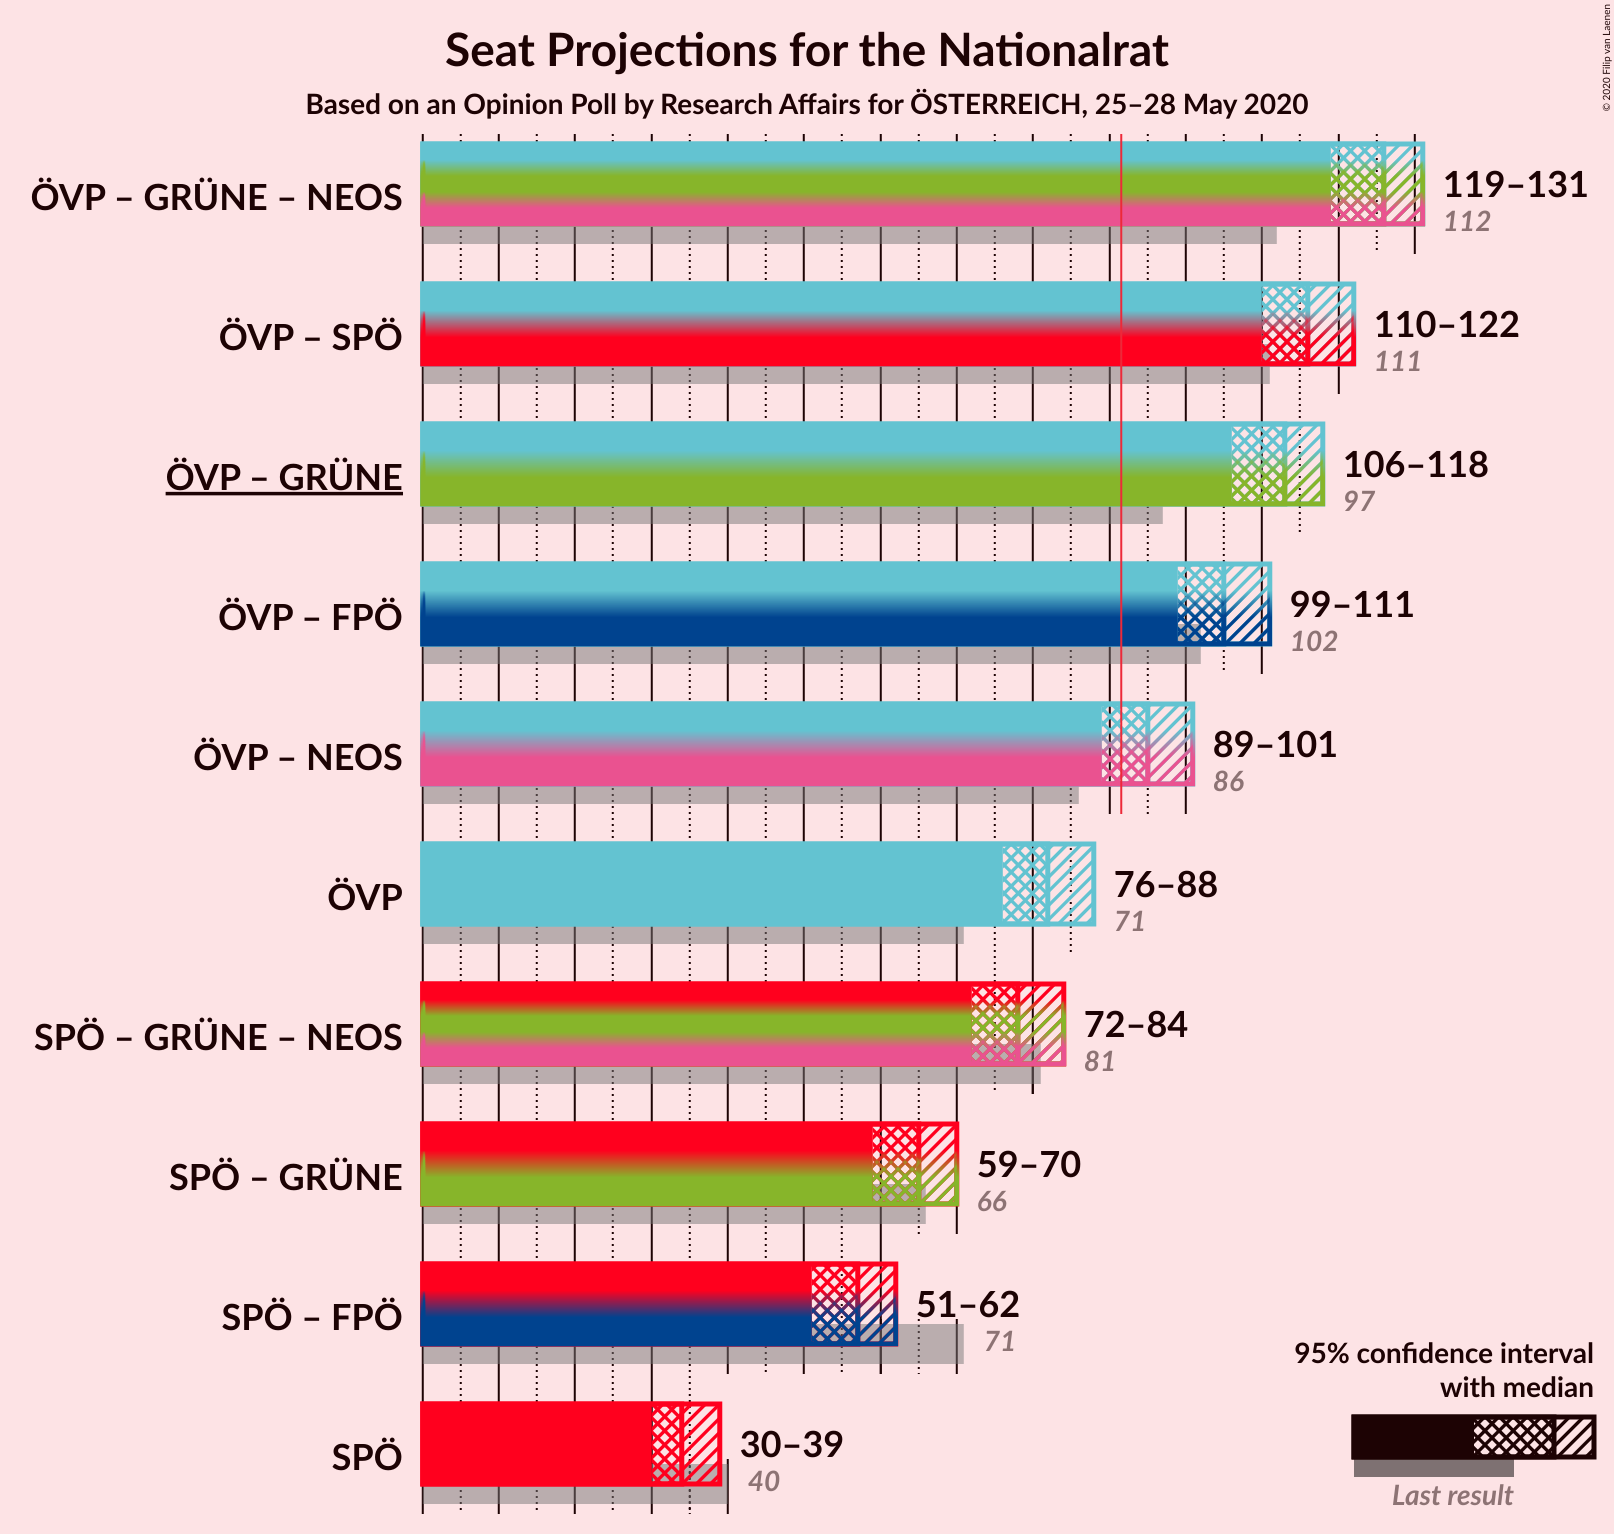 Seat Projections for the Nationalrat
Based on an Opinion Poll by Research Affairs for ÖSTERREICH, 25–28 May 2020
© 2020 Filip van Laenen
ÖVP – GRÜNE – NEOS
119–131
112
ÖVP – SPÖ
110–122
111
ÖVP – GRÜNE
106–118
97
ÖVP – FPÖ
99–111
102
ÖVP – NEOS
89–101
86
ÖVP
76–88
71
SPÖ – GRÜNE – NEOS
72–84
81
SPÖ – GRÜNE
59–70
66
SPÖ – FPÖ
51–62
71
SPÖ
30–39
40
95% confidence interval
with median
Last result